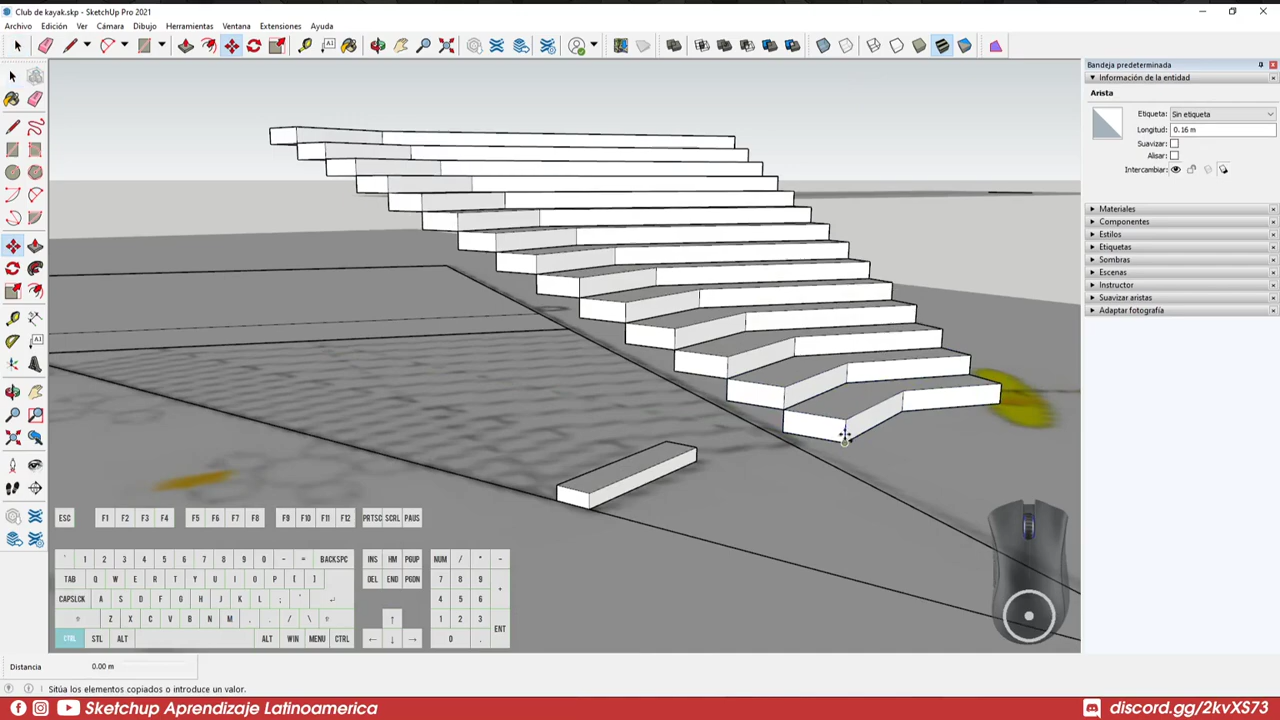 Club de kayak.skp - SketchUp Pro 2021
Archivo Edición Ver Cámara Dibujo Herramientas Ventana Extensiones Ayuda
Bandeja predeterminada
Información de la entidad
Arista
Etiqueta: Sin etiqueta
Longitud: 0.16 m
Suavizar:
Alisar:
Intercambiar:
Materiales
Componentes
Estilos
Etiquetas
Sombras
Escenas
Instructor
Suavizar aristas
Adaptar fotografía
ESC F1 F2 F3 F4 F5 F6 F7 F8 F9 F10 F11 F12 PRTSC SCRL PAUS
` 1 2 3 4 5 6 7 8 9 0 - = BACKSPC INS HM PGUP NUM / * -
TAB Q W E R T Y U I O P [ ] DEL END PGDN 7 8 9 +
CAPSLCK A S D F G H J K L ; ' 4 5 6
Z X C V B N M , . / \ 1 2 3 ENT
CTRL STL ALT ALT WIN MENU CTRL 0 .
Distancia 0.00 m
Sitúa los elementos copiados o introduce un valor.
Sketchup Aprendizaje Latinoamerica
discord.gg/2kvXS73